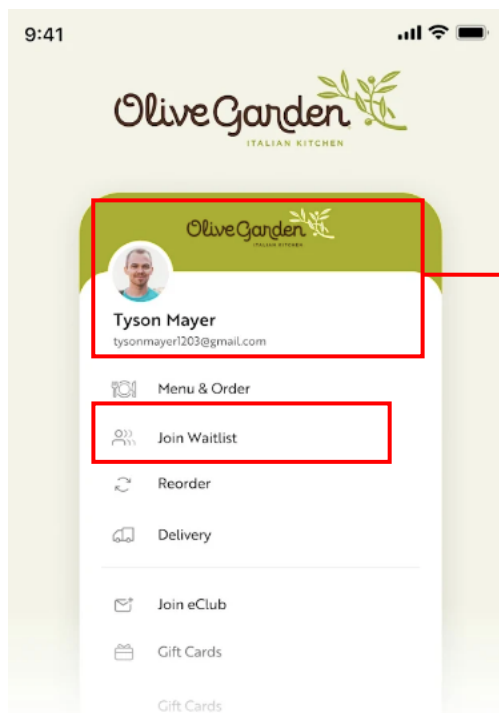 9:41
Olive Garden
ITALIAN KITCHEN
Olive Garden
ITALIAN KITCHEN
Tyson Mayer
tysonmayer1203@gmail.com
Menu & Order
Join Waitlist
Reorder
Delivery
Join eClub
Gift Cards
Gift Cards